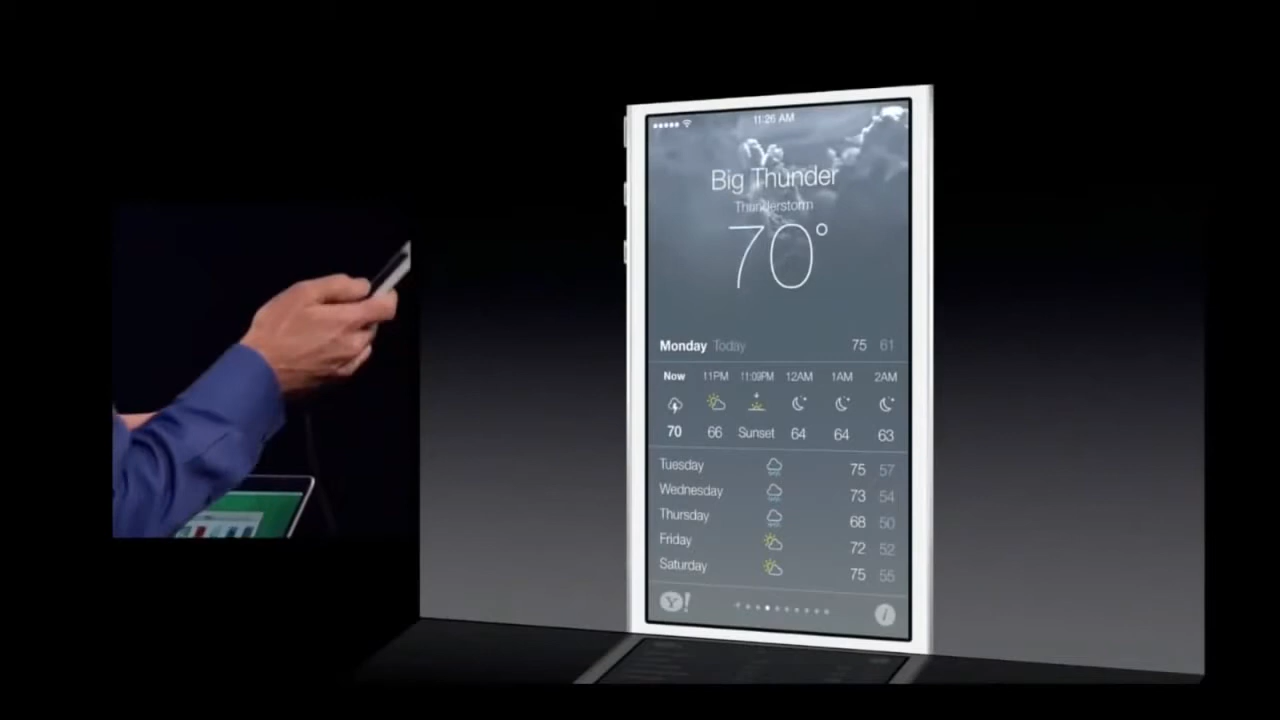 11:26 AM
Big Thunder
Thunderstorm
70°
Monday Today 75 61
Now 11PM 11:09PM 12AM 1AM 2AM
70 66 Sunset 64 64 63
Tuesday 75 57
Wednesday 73 54
Thursday 68 50
Friday 72 52
Saturday 75 55
Y! i